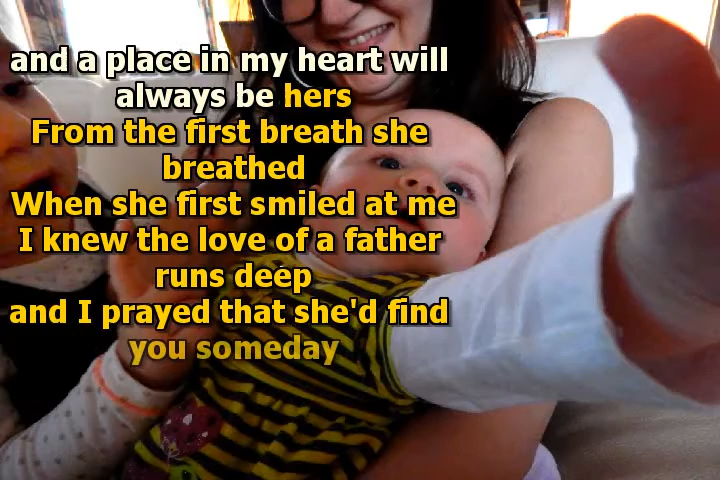 and a place in my heart will
always be hers
From the first breath she
breathed
When she first smiled at me
I knew the love of a father
runs deep
and I prayed that she'd find
you someday